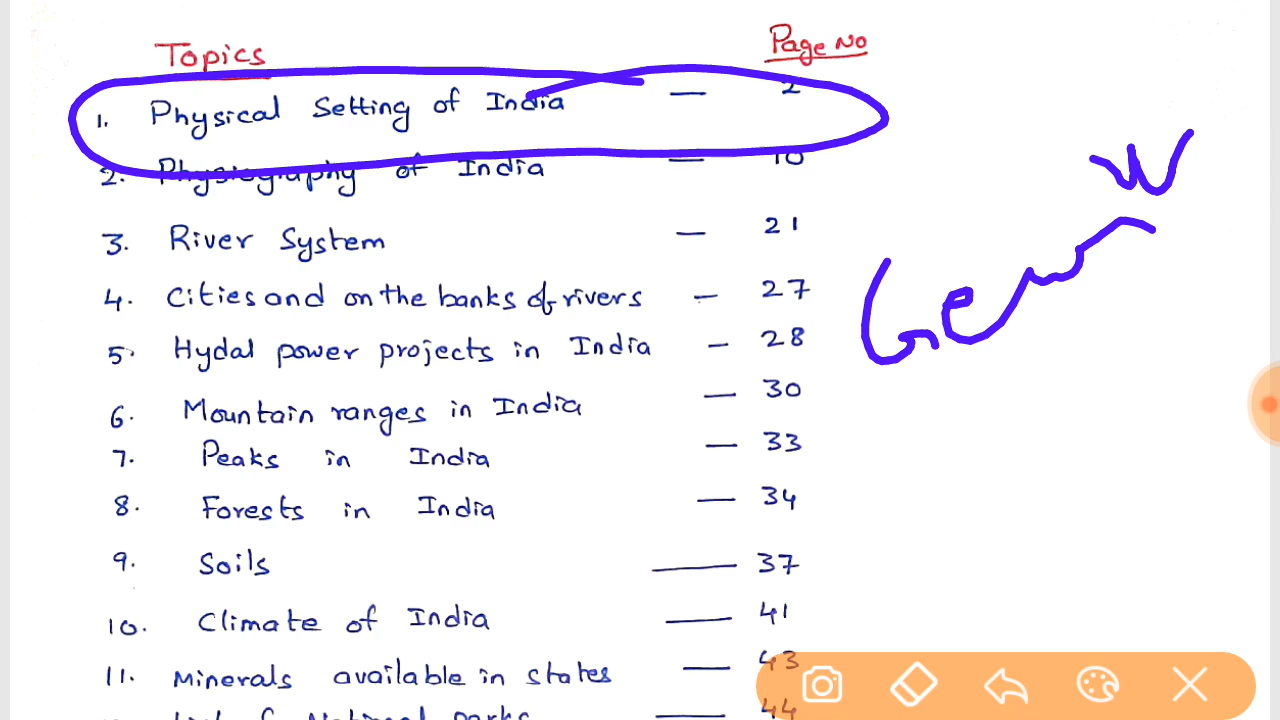 Topics Page No
1. Physical Setting of India — 2
2. Physiography of India — 10
3. River System — 21
4. Cities and on the banks of rivers — 27
5. Hydal power projects in India — 28
6. Mountain ranges in India — 30
7. Peaks in India — 33
8. Forests in India — 34
9. Soils — 37
10. Climate of India — 41
11. Minerals available in states — 43
National parks — 44